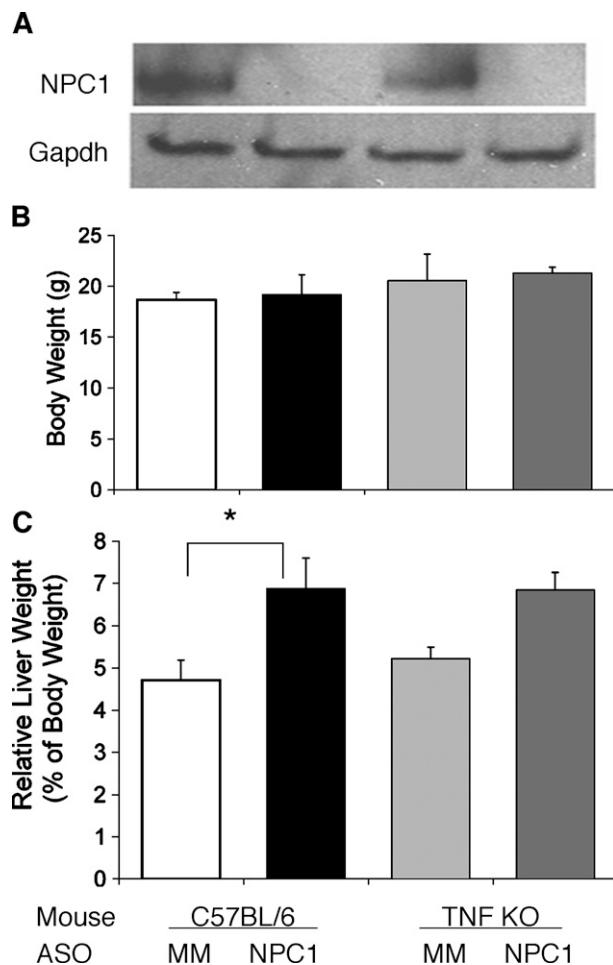 A
NPC1
Gapdh
B
Body Weight (g)
25
20
15
10
5
0
C
*
Relative Liver Weight
(% of Body Weight)
8
7
6
5
4
3
2
1
0
Mouse C57BL/6 TNF KO
ASO MM NPC1 MM NPC1